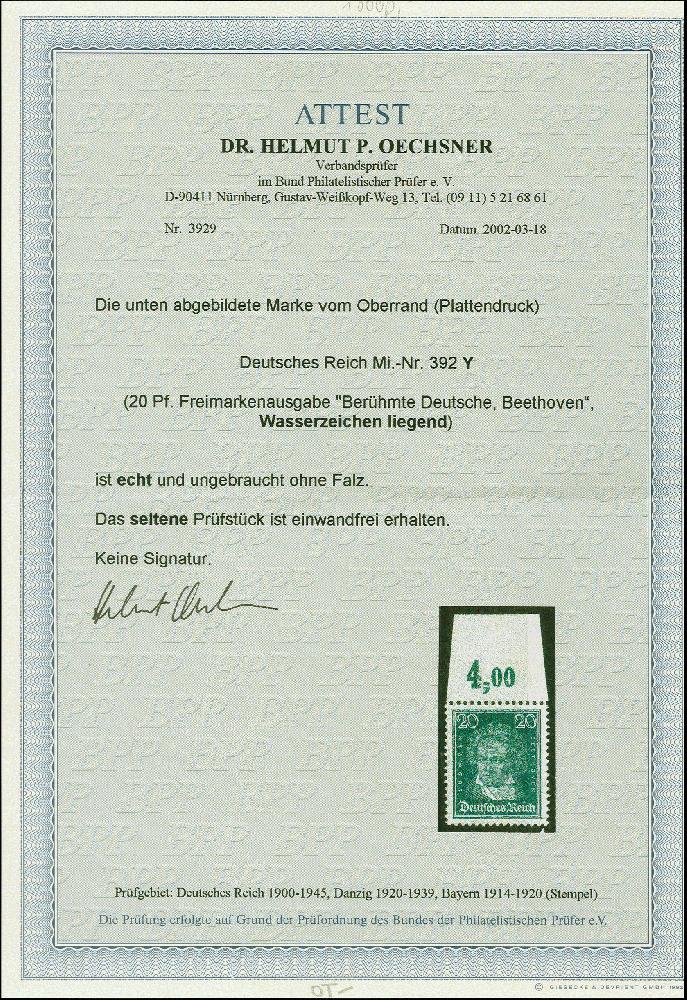 ATTEST
DR. HELMUT P. OECHSNER
Verbandsprüfer
im Bund Philatelistischer Prüfer e. V.
D-90411 Nürnberg, Gustav-Weißkopf-Weg 13, Tel. (09 11) 5 21 68 61
Nr. 3929
Datum 2002-03-18
Die unten abgebildete Marke vom Oberrand (Plattendruck)
Deutsches Reich Mi.-Nr. 392 Y
(20 Pf. Freimarkenausgabe "Berühmte Deutsche, Beethoven",
Wasserzeichen liegend)
ist echt und ungebraucht ohne Falz.
Das seltene Prüfstück ist einwandfrei erhalten.
Keine Signatur.
4,00
20 20
Deutsches Reich
Prüfgebiet: Deutsches Reich 1900-1945, Danzig 1920-1939, Bayern 1914-1920 (Stempel)
Die Prüfung erfolgte auf Grund der Prüfordnung des Bundes der Philatelistischen Prüfer e.V.
© GIESECKE & DEVRIENT GMBH